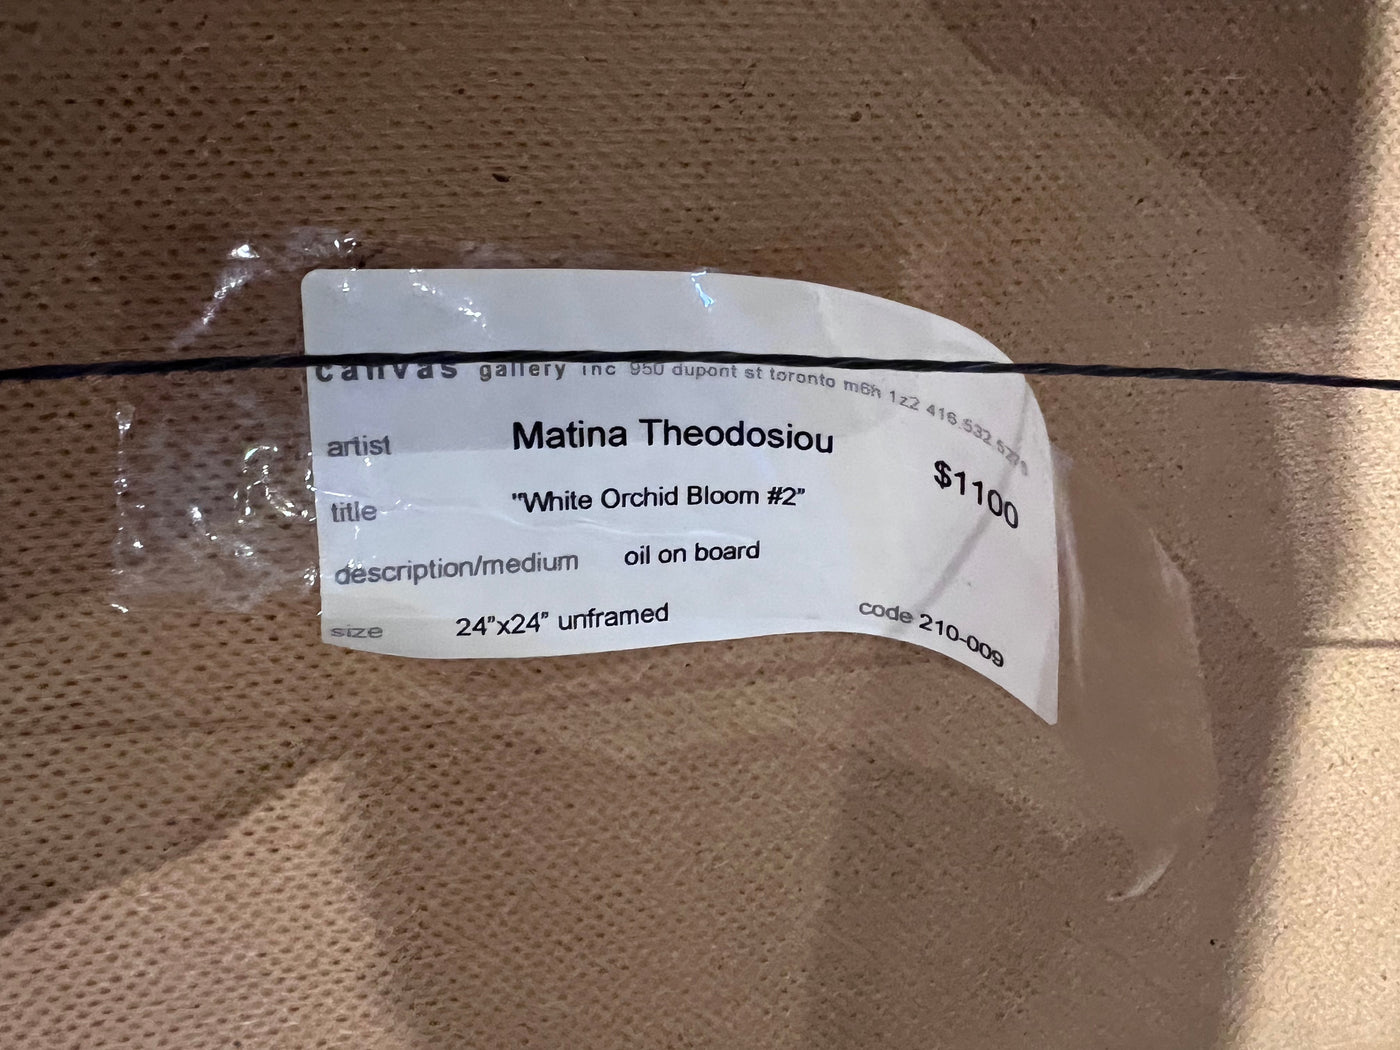 canvas gallery inc 950 dupont st toronto m6h 1z2 416.532
artist Matina Theodosiou
$1100
title "White Orchid Bloom #2"
description/medium oil on board
size 24"x24" unframed code 210-009